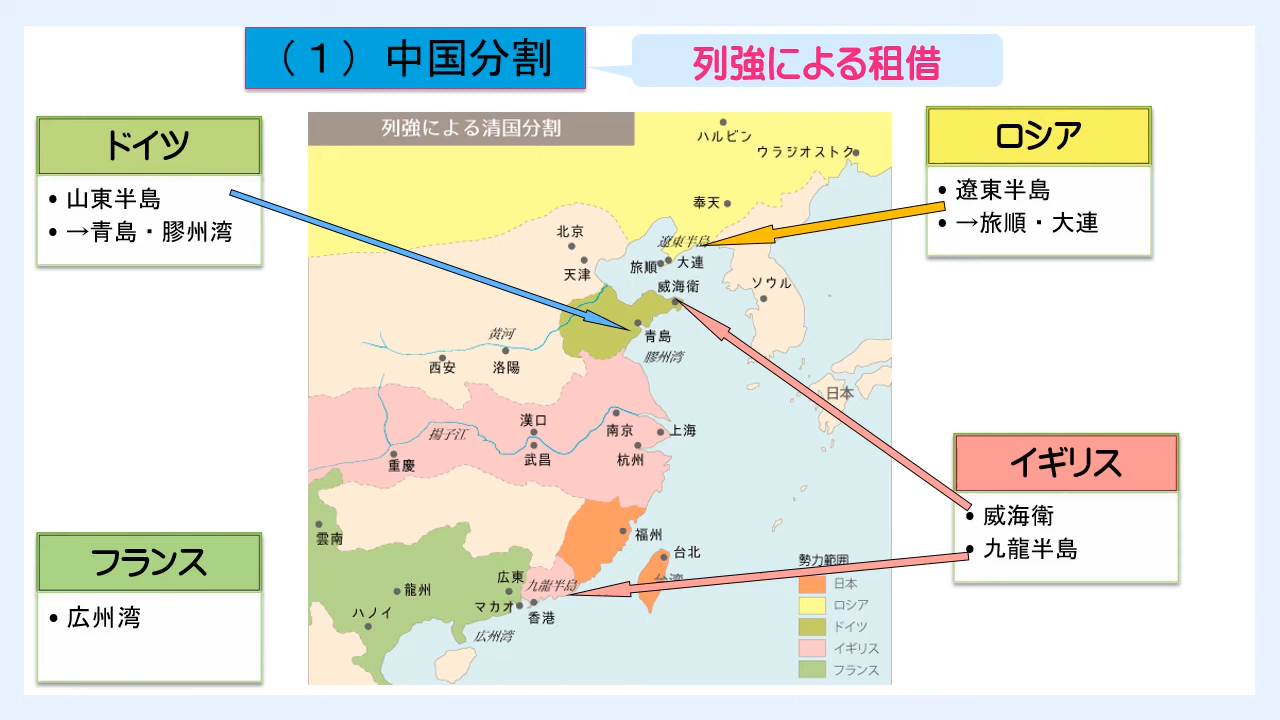 （１）中国分割
列強による租借
ドイツ
• 山東半島
• →青島・膠州湾
ロシア
• 遼東半島
• →旅順・大連
列強による清国分割
ハルビン
ウラジオストク
奉天
北京
遼東半島
天津
旅順
大連
威海衛
ソウル
黄河
青島
膠州湾
西安
洛陽
日本
漢口
揚子江
南京
上海
重慶
武昌
杭州
イギリス
• 威海衛
• 九龍半島
フランス
• 広州湾
雲南
福州
台北
台湾
広東
九龍半島
龍州
マカオ
香港
ハノイ
広州湾
勢力範囲
日本
ロシア
ドイツ
イギリス
フランス